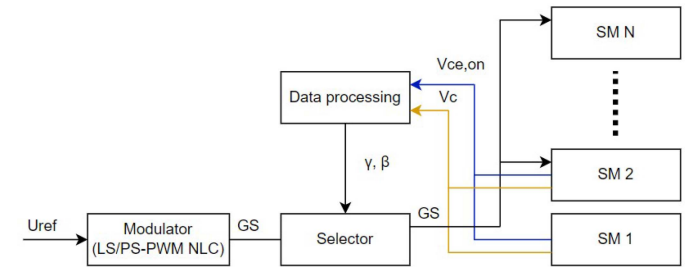 SM N
Vce,on
Data processing
Vc
γ, β
SM 2
Uref
Modulator
(LS/PS-PWM NLC)
GS
Selector
GS
SM 1